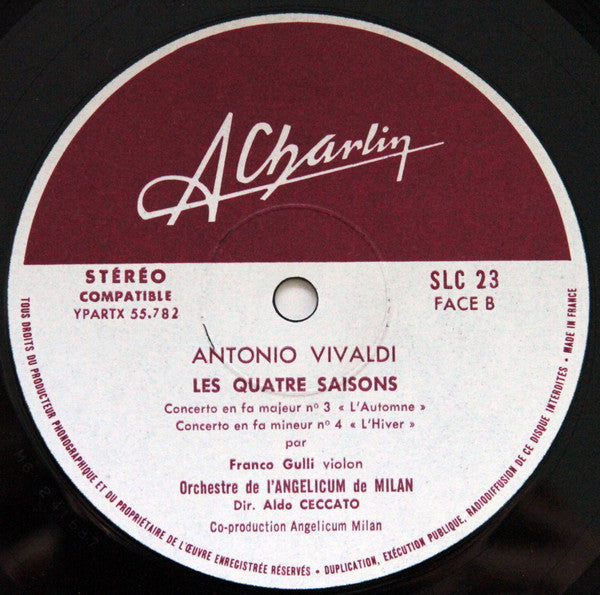 ACharlin
STÉRÉO
COMPATIBLE
YPARTX 55.782
SLC 23
FACE B
ANTONIO VIVALDI
LES QUATRE SAISONS
Concerto en fa majeur nº 3 « L'Automne »
Concerto en fa mineur nº 4 « L'Hiver »
par
Franco Gulli violon
Orchestre de l'ANGELICUM de MILAN
Dir. Aldo CECCATO
Co-production Angelicum Milan
TOUS DROITS DU PRODUCTEUR PHONOGRAPHIQUE ET DU PROPRIÉTAIRE DE L'ŒUVRE ENREGISTRÉE RÉSERVÉS • DUPLICATION, EXÉCUTION PUBLIQUE, RADIODIFFUSION DE CE DISQUE INTERDITES • MADE IN FRANCE